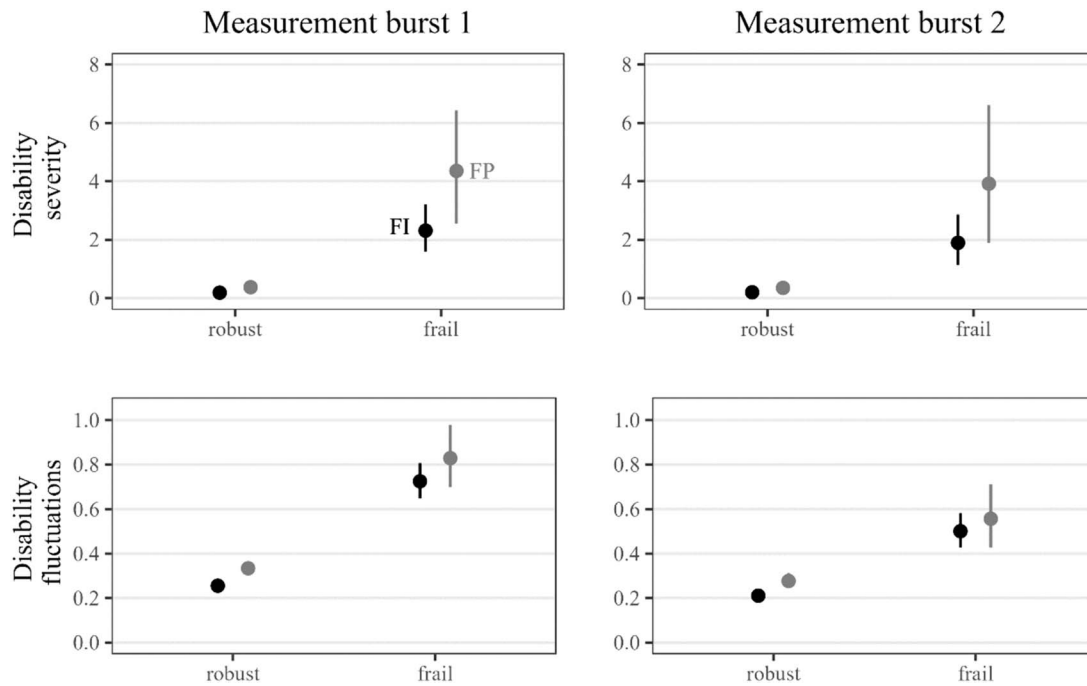 Measurement burst 1
Measurement burst 2
Disability
severity
8
6
4
2
0
FI
FP
robust
frail
8
6
4
2
0
robust
frail
Disability
fluctuations
1.0
0.8
0.6
0.4
0.2
0.0
robust
frail
1.0
0.8
0.6
0.4
0.2
0.0
robust
frail